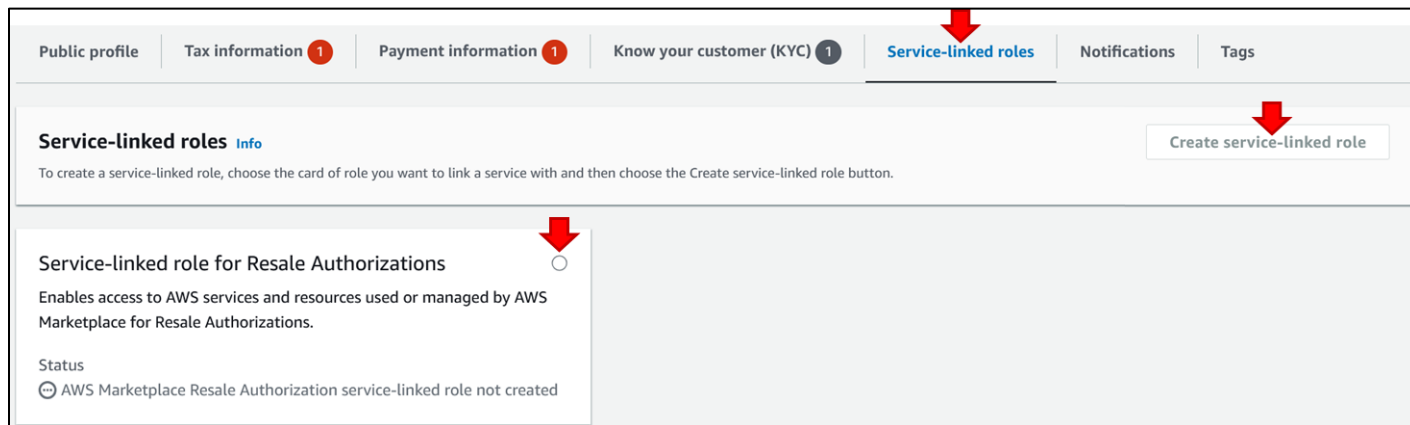 Public profile Tax information 1 Payment information 1 Know your customer (KYC) 1 Service-linked roles Notifications Tags
Service-linked roles Info
Create service-linked role
To create a service-linked role, choose the card of role you want to link a service with and then choose the Create service-linked role button.
Service-linked role for Resale Authorizations
Enables access to AWS services and resources used or managed by AWS
Marketplace for Resale Authorizations.
Status
AWS Marketplace Resale Authorization service-linked role not created